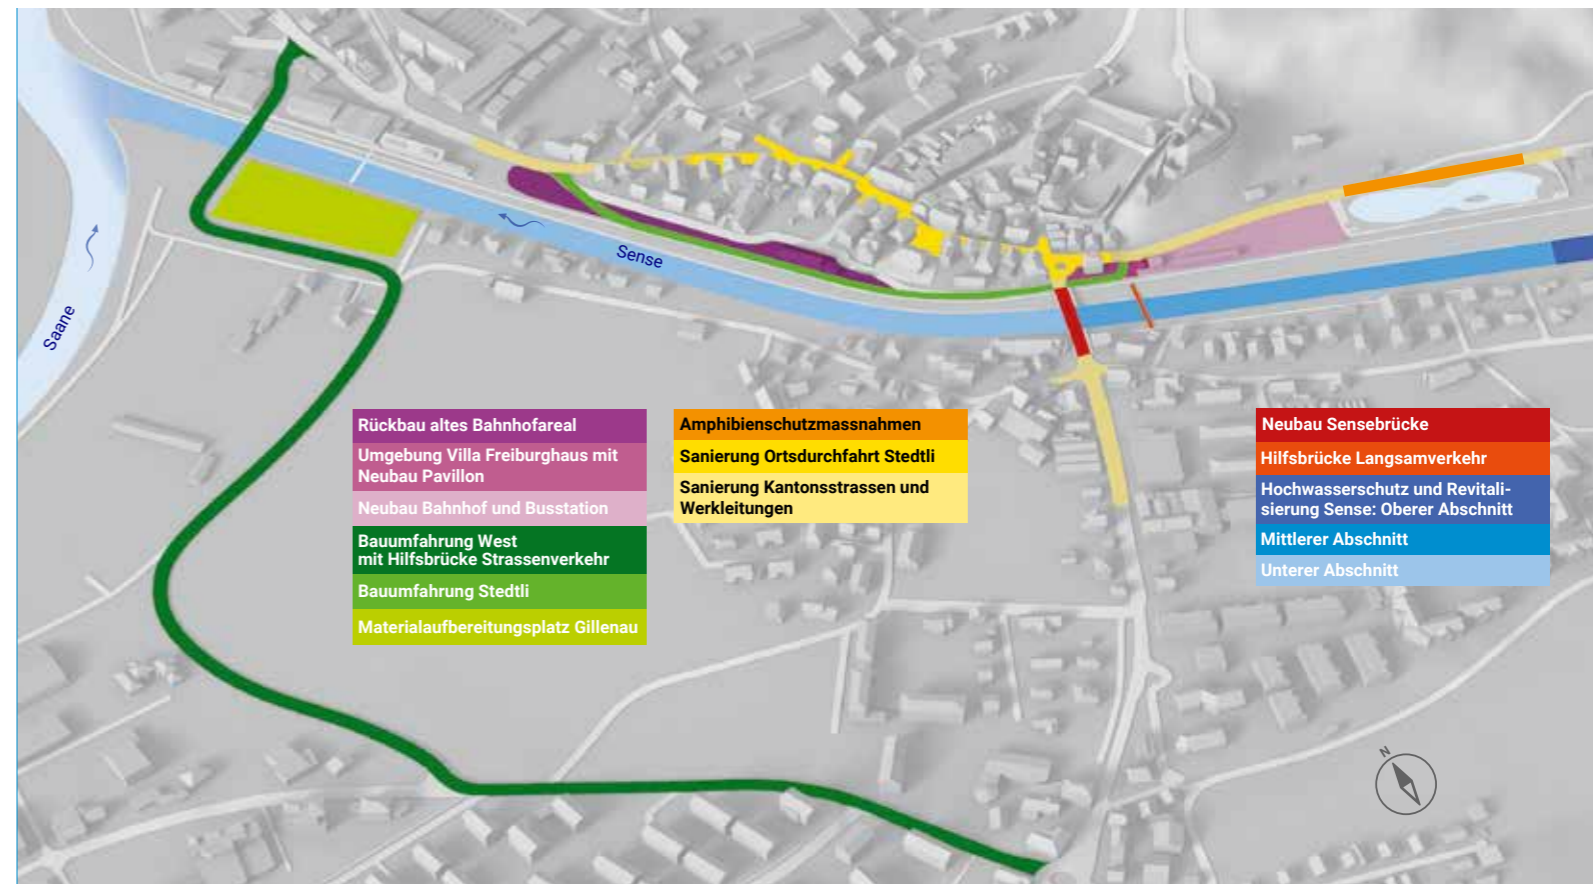 Sense
Saane
Rückbau altes Bahnhofareal
Umgebung Villa Freiburghaus mit
Neubau Pavillon
Neubau Bahnhof und Busstation
Bauumfahrung West
mit Hilfsbrücke Strassenverkehr
Bauumfahrung Stedtli
Materialaufbereitungsplatz Gillenau
Amphibienschutzmassnahmen
Sanierung Ortsdurchfahrt Stedtli
Sanierung Kantonsstrassen und
Werkleitungen
Neubau Sensebrücke
Hilfsbrücke Langsamverkehr
Hochwasserschutz und Revitali-
sierung Sense: Oberer Abschnitt
Mittlerer Abschnitt
Unterer Abschnitt
N